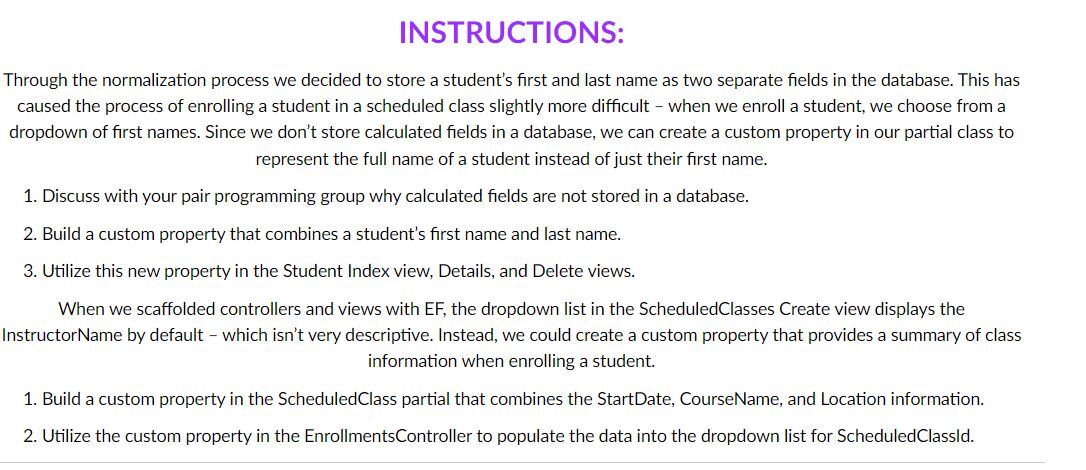 INSTRUCTIONS:
Through the normalization process we decided to store a student's first and last name as two separate fields in the database. This has
caused the process of enrolling a student in a scheduled class slightly more difficult – when we enroll a student, we choose from a
dropdown of first names. Since we don't store calculated fields in a database, we can create a custom property in our partial class to
represent the full name of a student instead of just their first name.
1. Discuss with your pair programming group why calculated fields are not stored in a database.
2. Build a custom property that combines a student's first name and last name.
3. Utilize this new property in the Student Index view, Details, and Delete views.
When we scaffolded controllers and views with EF, the dropdown list in the ScheduledClasses Create view displays the
InstructorName by default – which isn't very descriptive. Instead, we could create a custom property that provides a summary of class
information when enrolling a student.
1. Build a custom property in the ScheduledClass partial that combines the StartDate, CourseName, and Location information.
2. Utilize the custom property in the EnrollmentsController to populate the data into the dropdown list for ScheduledClassId.